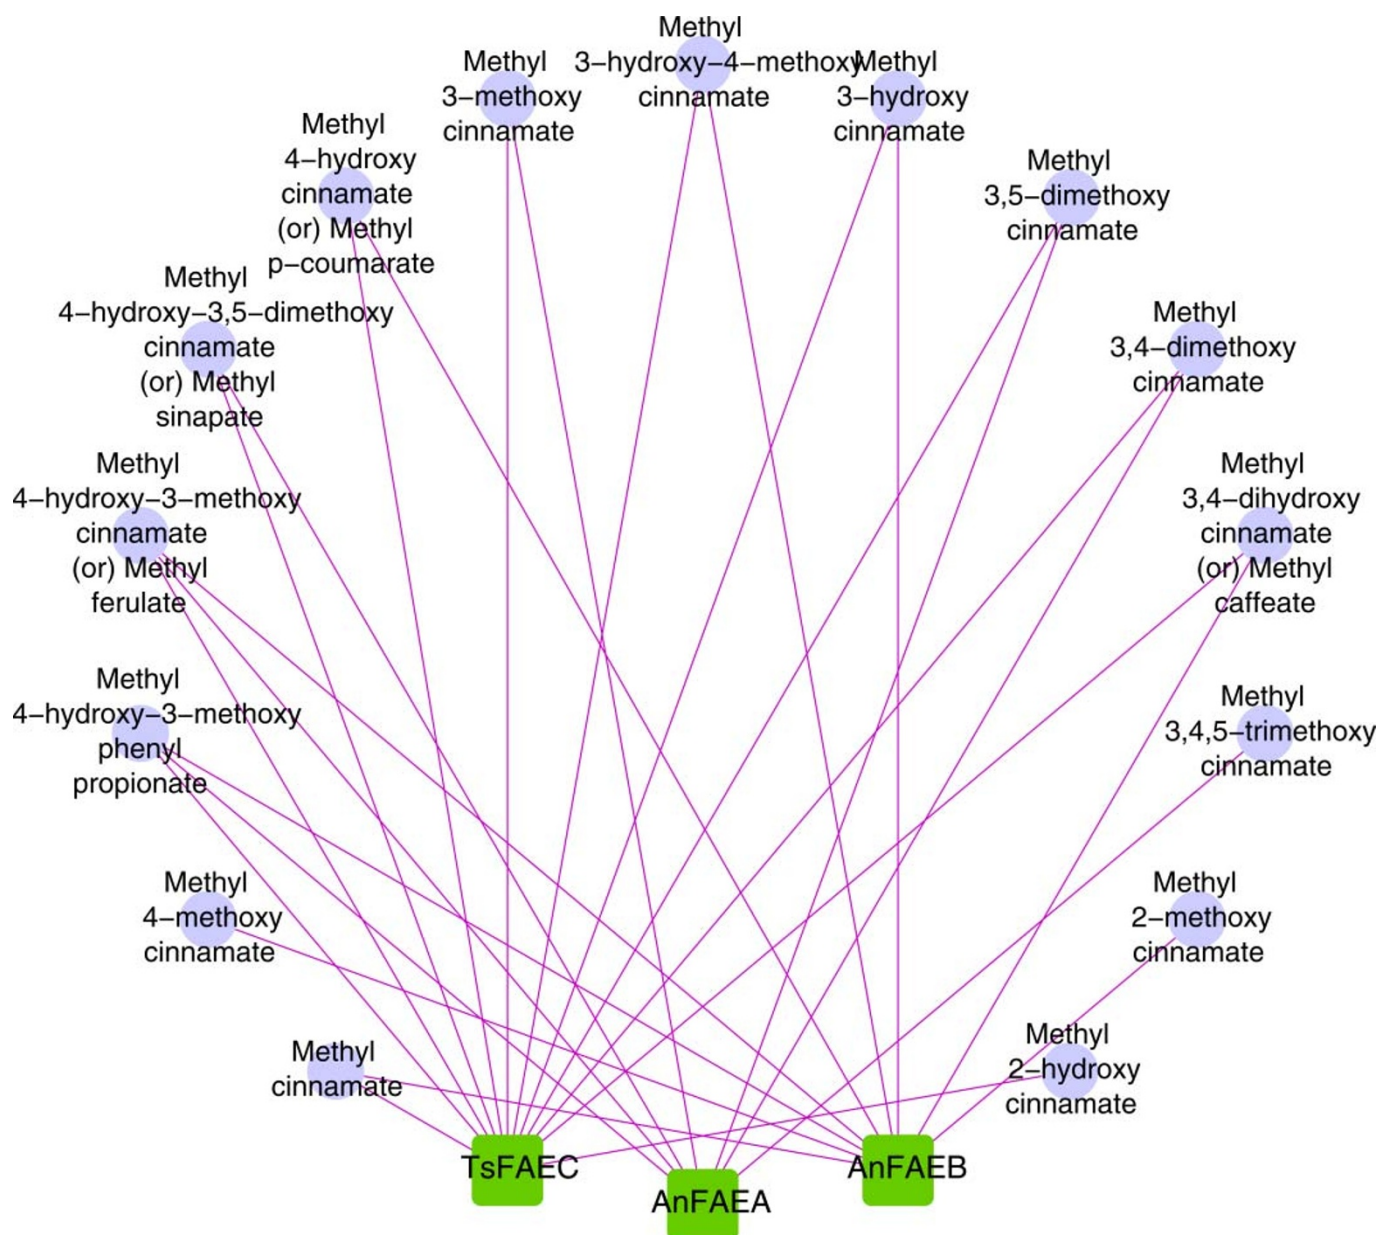 Methyl
3−hydroxy−4−methoxy
cinnamate
Methyl
3−methoxy
cinnamate
Methyl
3−hydroxy
cinnamate
Methyl
4−hydroxy
cinnamate
(or) Methyl
p−coumarate
Methyl
3,5−dimethoxy
cinnamate
Methyl
4−hydroxy−3,5−dimethoxy
cinnamate
(or) Methyl
sinapate
Methyl
3,4−dimethoxy
cinnamate
Methyl
4−hydroxy−3−methoxy
cinnamate
(or) Methyl
ferulate
Methyl
3,4−dihydroxy
cinnamate
(or) Methyl
caffeate
Methyl
4−hydroxy−3−methoxy
phenyl
propionate
Methyl
3,4,5−trimethoxy
cinnamate
Methyl
4−methoxy
cinnamate
Methyl
2−methoxy
cinnamate
Methyl
cinnamate
Methyl
2−hydroxy
cinnamate
TsFAEC
AnFAEA
AnFAEB